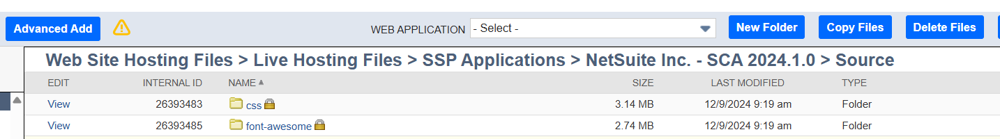 Advanced Add WEB APPLICATION - Select - New Folder Copy Files Delete Files
Web Site Hosting Files > Live Hosting Files > SSP Applications > NetSuite Inc. - SCA 2024.1.0 > Source
EDIT INTERNAL ID NAME SIZE LAST MODIFIED TYPE
View 26393483 css 3.14 MB 12/9/2024 9:19 am Folder
View 26393485 font-awesome 2.74 MB 12/9/2024 9:19 am Folder